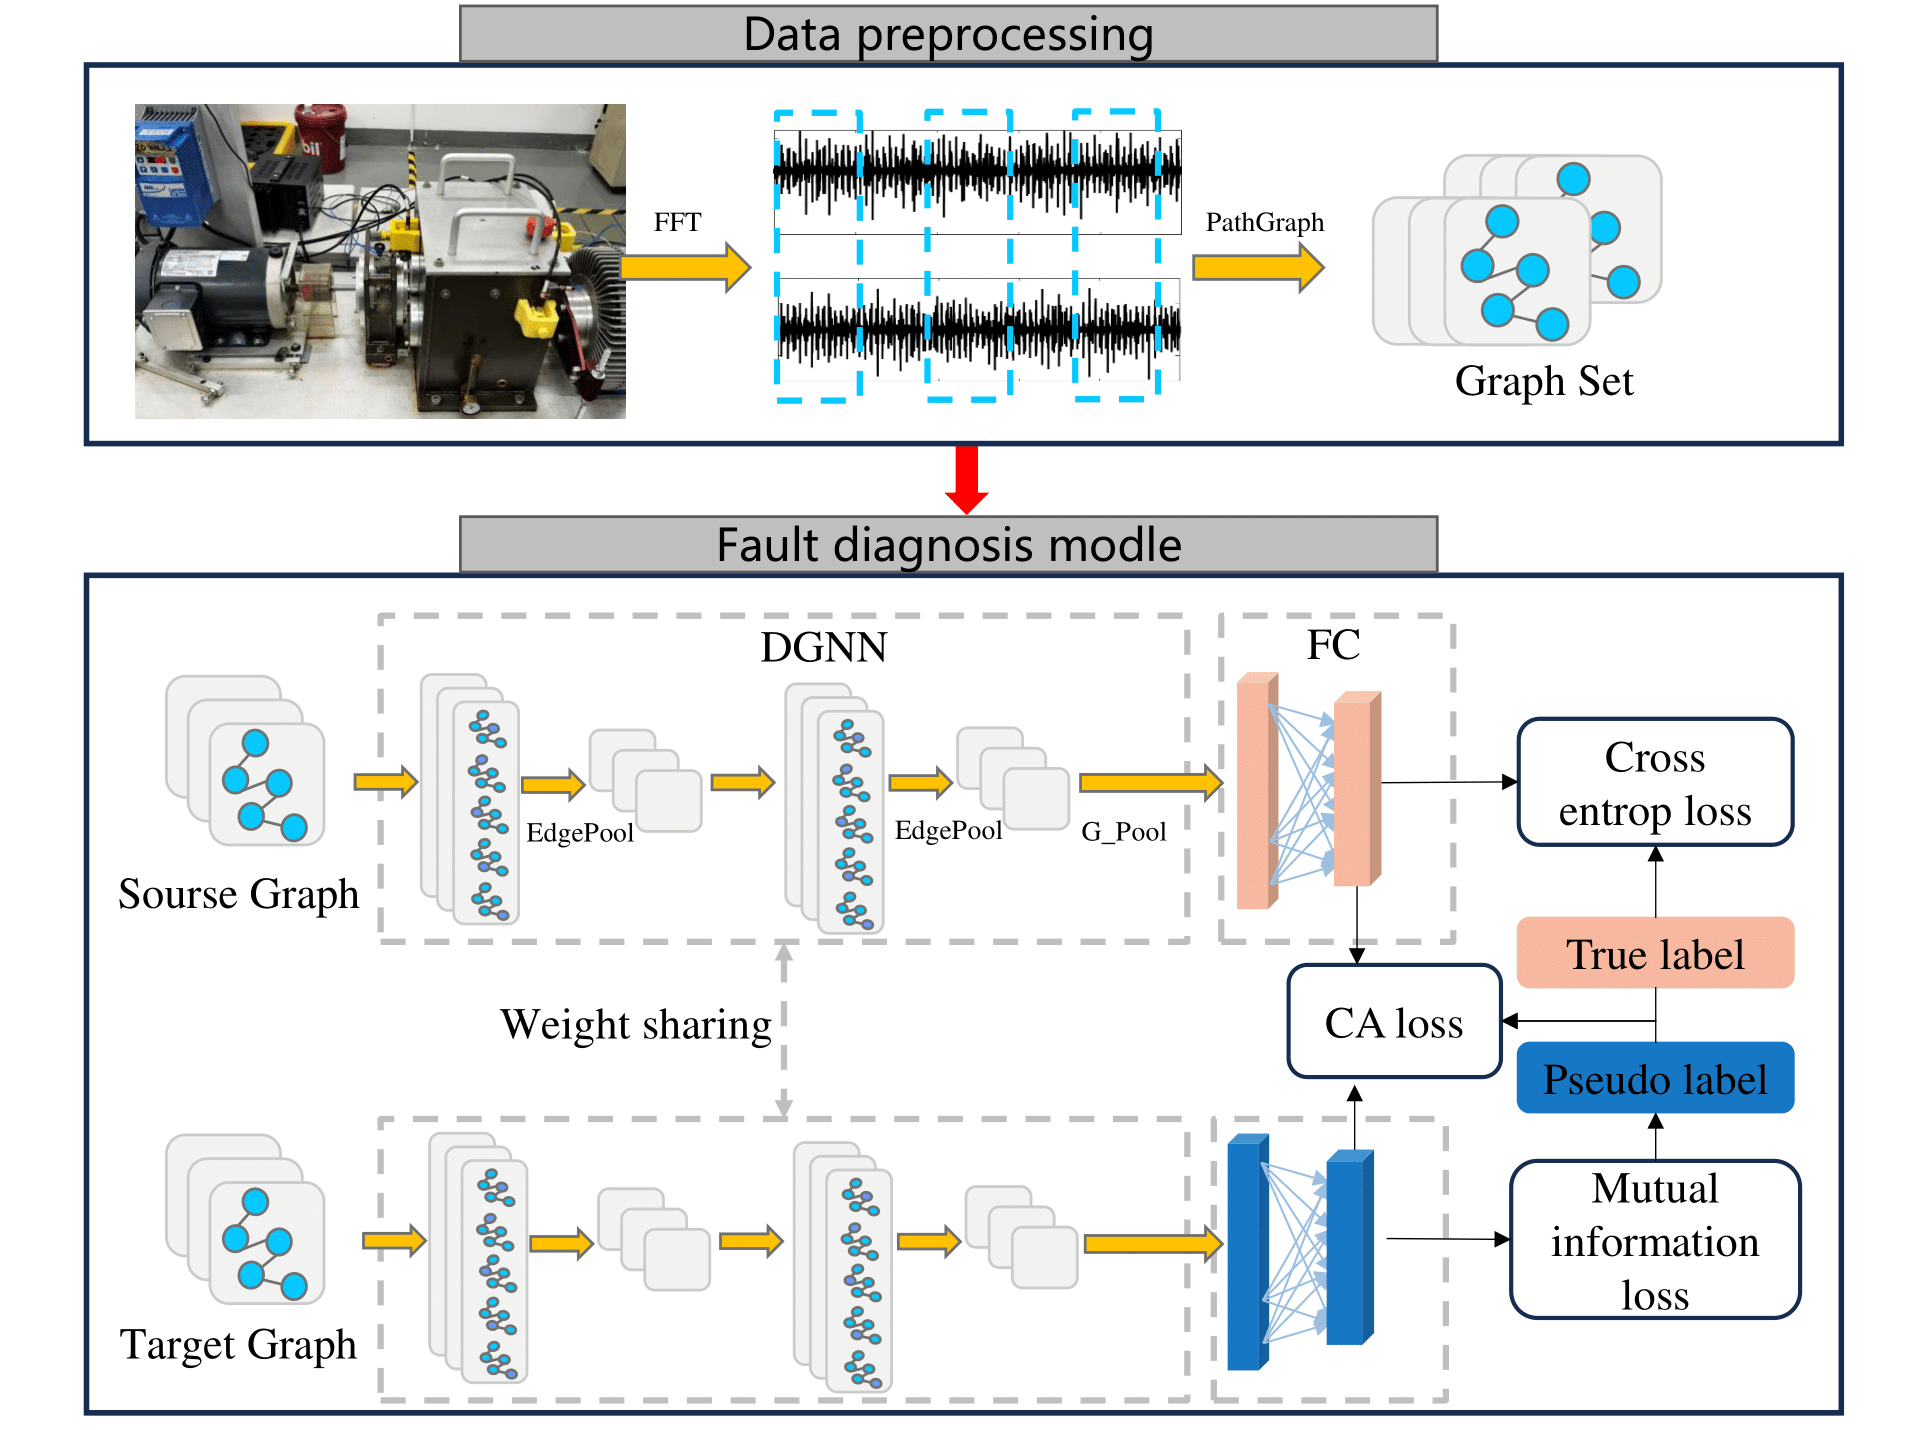 Data preprocessing
bil
FFT
PathGraph
Graph Set
Fault diagnosis modle
DGNN
FC
EdgePool
EdgePool
G_Pool
Sourse Graph
Cross
entrop loss
True label
Weight sharing
CA loss
Pseudo label
Mutual
information
loss
Target Graph